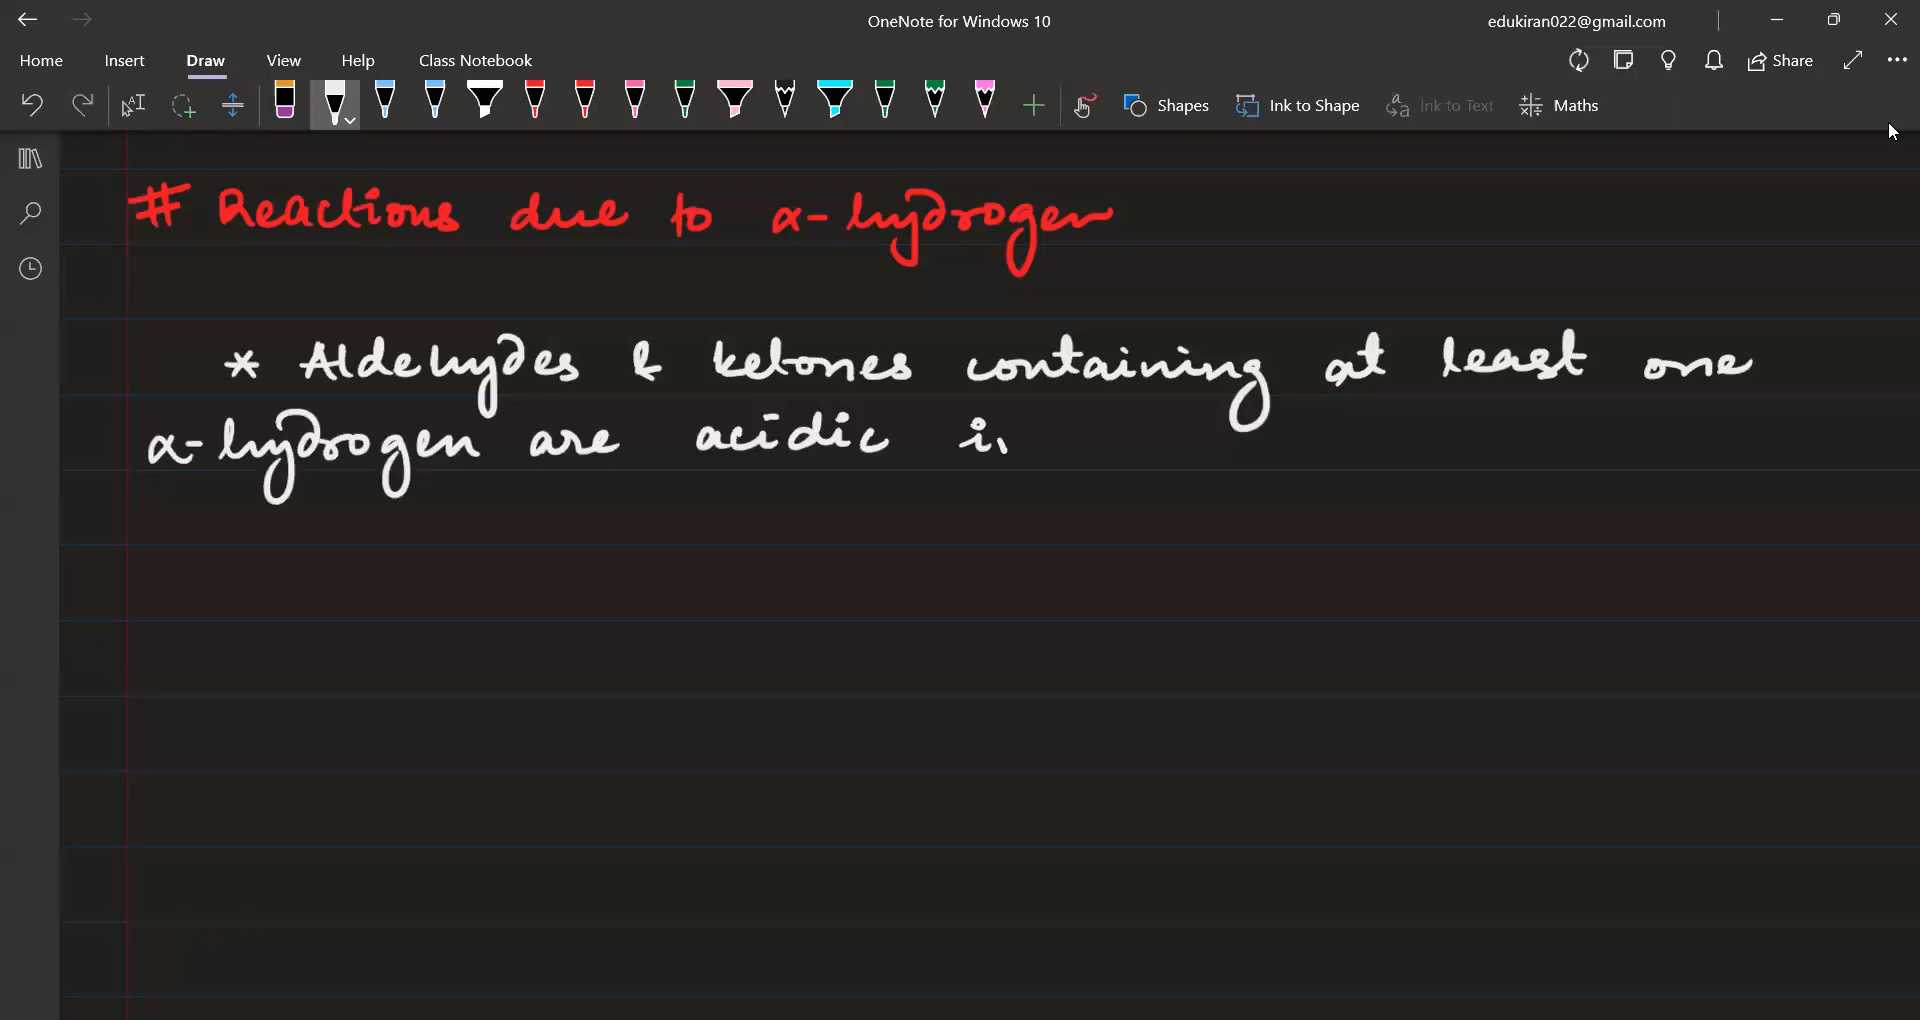 OneNote for Windows 10
edukiran022@gmail.com
Home Insert Draw View Help Class Notebook
Share
Shapes Ink to Shape Ink to Text Maths
# Reactions due to α-hydrogen
* Aldehydes & ketones containing at least one
α-hydrogen are acidic